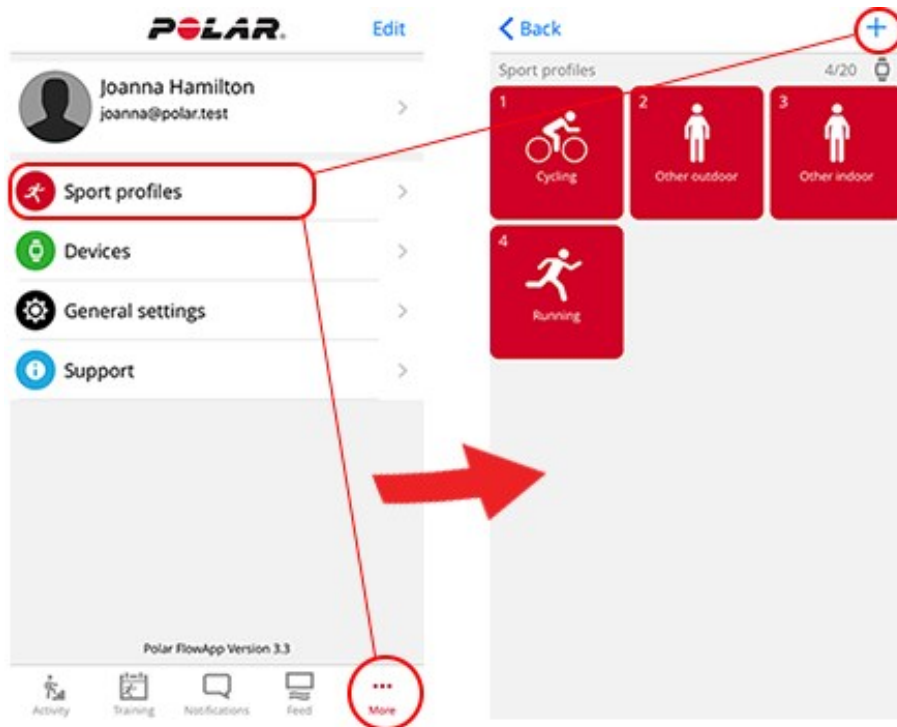 POLAR.
Edit
Joanna Hamilton
joanna@polar.test
Sport profiles
Devices
General settings
Support
Polar FlowApp Version 3.3
Activity
Training
Notifications
Feed
More
Back
Sport profiles
4/20
1
Cycling
2
Other outdoor
3
Other indoor
4
Running